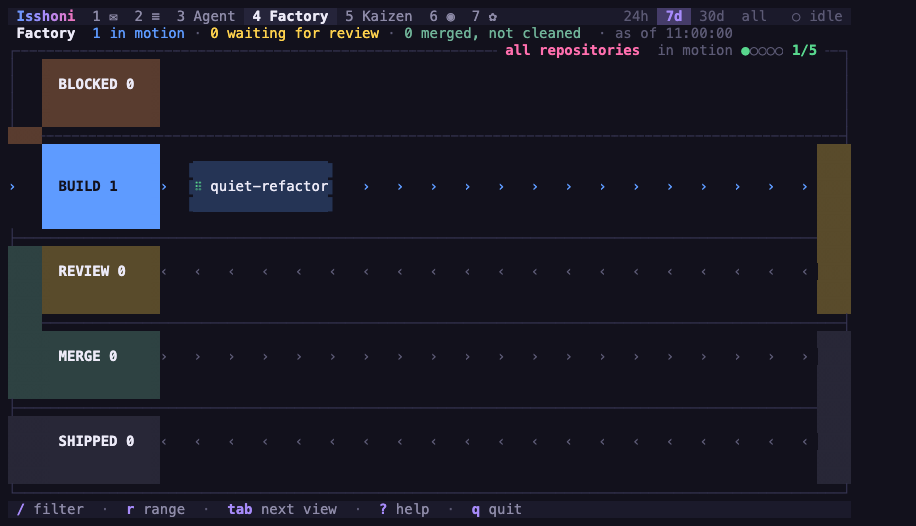 Isshoni 1 ✉ 2 ≡ 3 Agent 4 Factory 5 Kaizen 6 ◉ 7 ✿ 24h 7d 30d all ○ idle
Factory 1 in motion · 0 waiting for review · 0 merged, not cleaned · as of 11:00:00
all repositories in motion ●○○○○ 1/5
BLOCKED 0
› BUILD 1 › ⠿ quiet-refactor › › › › › › › › › › › › › ›
REVIEW 0 ‹ ‹ ‹ ‹ ‹ ‹ ‹ ‹ ‹ ‹ ‹ ‹ ‹ ‹ ‹ ‹ ‹ ‹ ‹ ‹
MERGE 0 › › › › › › › › › › › › › › › › › › › ›
SHIPPED 0 ‹ ‹ ‹ ‹ ‹ ‹ ‹ ‹ ‹ ‹ ‹ ‹ ‹ ‹ ‹ ‹ ‹ ‹ ‹ ‹
/ filter · r range · tab next view · ? help · q quit